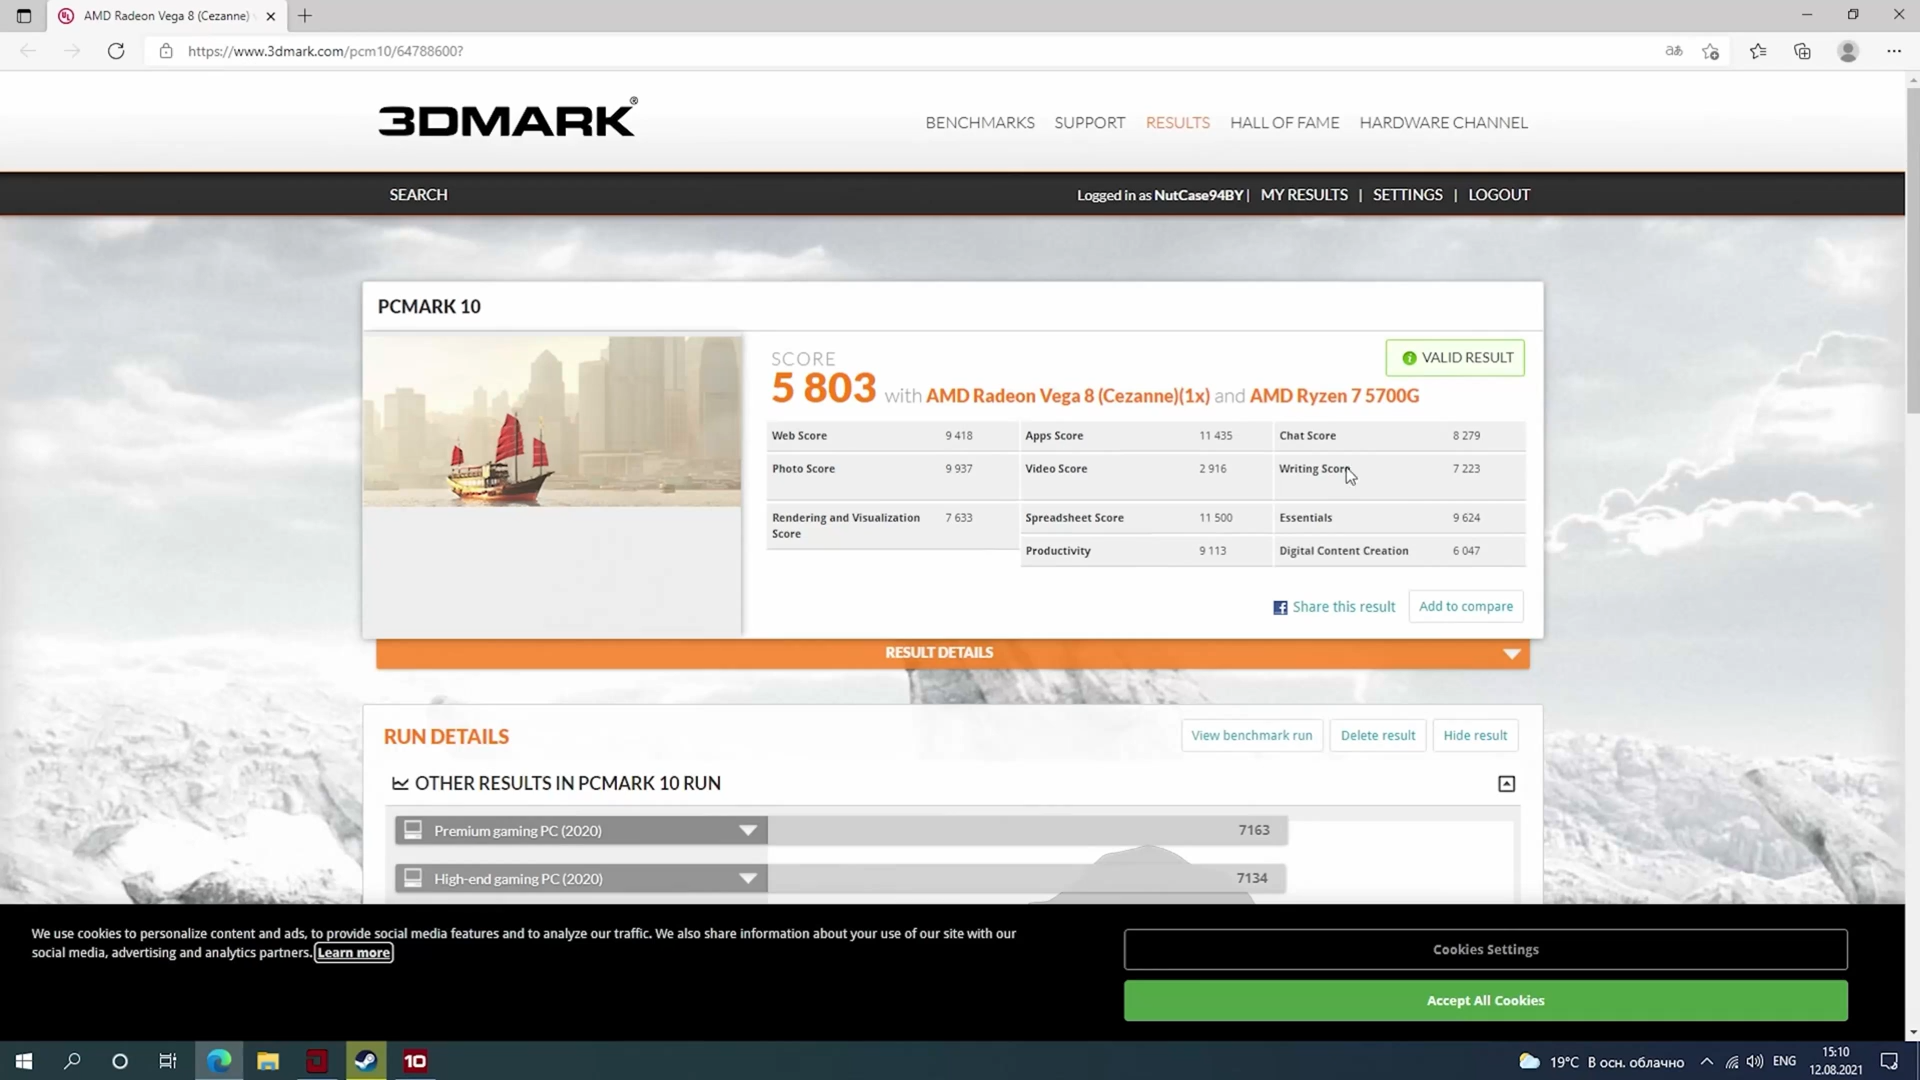 AMD Radeon Vega 8 (Cezanne)
https://www.3dmark.com/pcm10/64788600?
3DMARK®
BENCHMARKS SUPPORT RESULTS HALL OF FAME HARDWARE CHANNEL
SEARCH
Logged in as NutCase94BY | MY RESULTS | SETTINGS | LOGOUT
PCMARK 10
VALID RESULT
SCORE
5 803 with AMD Radeon Vega 8 (Cezanne)(1x) and AMD Ryzen 7 5700G
Web Score 9 418 Apps Score 11 435 Chat Score 8 279
Photo Score 9 937 Video Score 2 916 Writing Score 7 223
Rendering and Visualization Score 7 633 Spreadsheet Score 11 500 Essentials 9 624
Productivity 9 113 Digital Content Creation 6 047
Share this result Add to compare
RESULT DETAILS
RUN DETAILS
View benchmark run Delete result Hide result
OTHER RESULTS IN PCMARK 10 RUN
Premium gaming PC (2020) 7163
High-end gaming PC (2020) 7134
We use cookies to personalize content and ads, to provide social media features and to analyze our traffic. We also share information about your use of our site with our
social media, advertising and analytics partners. Learn more
Cookies Settings
Accept All Cookies
10
19°C В осн. облачно ENG
15:10
12.08.2021